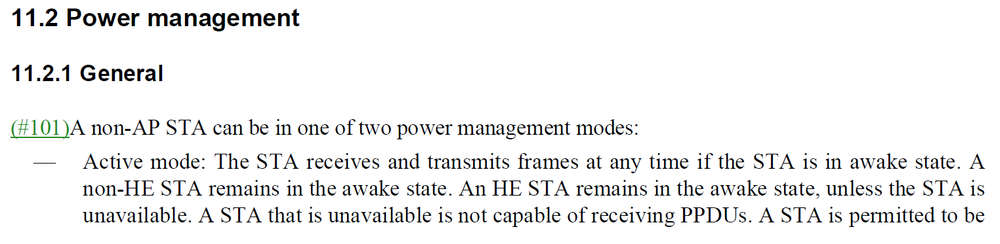 11.2 Power management
11.2.1 General
(#101)A non-AP STA can be in one of two power management modes:
— Active mode: The STA receives and transmits frames at any time if the STA is in awake state. A
non-HE STA remains in the awake state. An HE STA remains in the awake state, unless the STA is
unavailable. A STA that is unavailable is not capable of receiving PPDUs. A STA is permitted to be